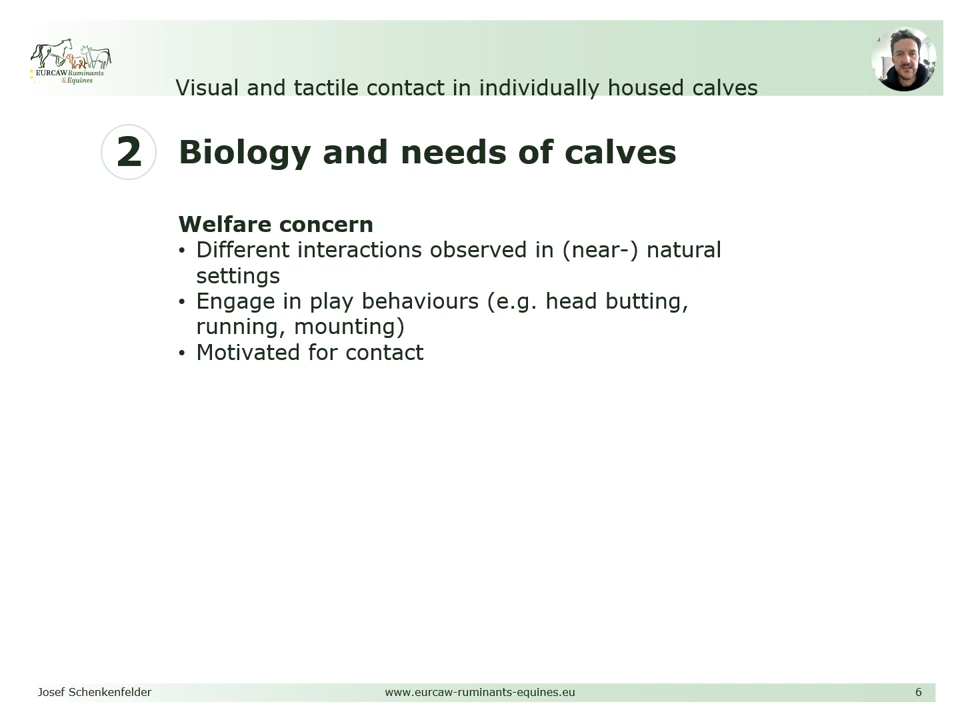 EURCAW Ruminants
& Equines
Visual and tactile contact in individually housed calves
2 Biology and needs of calves
Welfare concern
• Different interactions observed in (near-) natural
settings
• Engage in play behaviours (e.g. head butting,
running, mounting)
• Motivated for contact
Josef Schenkenfelder www.eurcaw-ruminants-equines.eu 6